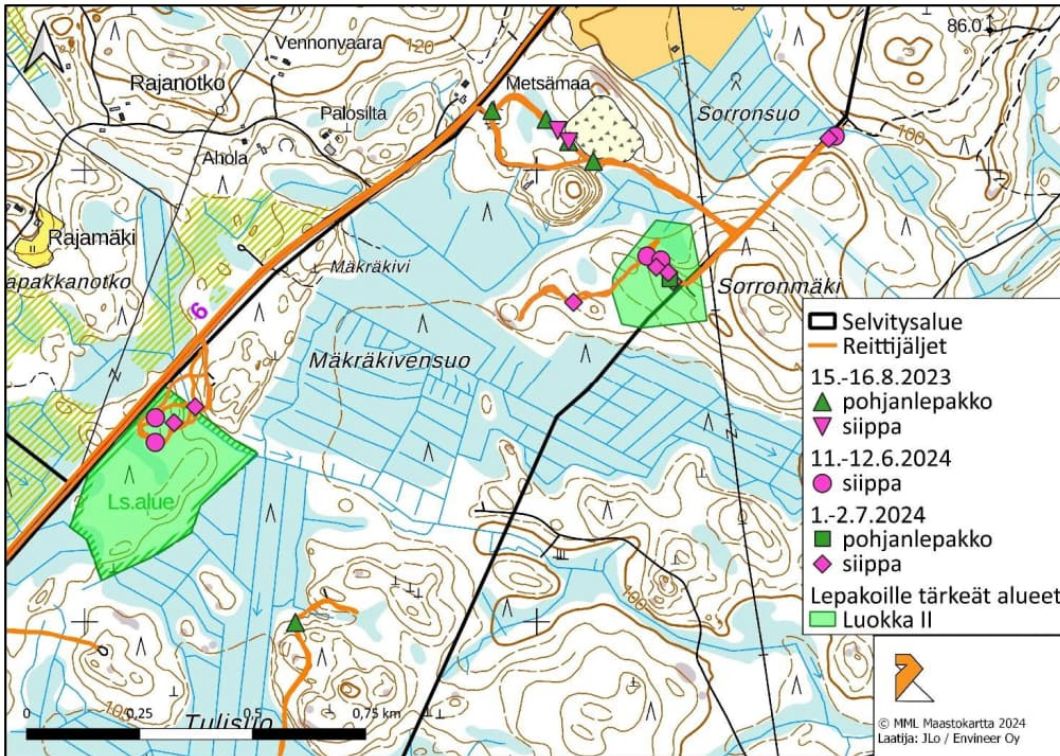 86.0
Vennonvaara
120
Rajanotko
Metsämaa
Palosilta
Sorronsuo
Ahola
100
Rajamäki
apakkanotko
Mäkräkivi
Sorronmäki
6
Mäkräkivensuo
Ls.alue
100
105
Tulisuo
0
0,25
0,5
0,75 km
Selvitysalue
Reittijäljet
15.-16.8.2023
pohjanlepakko
siippa
11.-12.6.2024
siippa
1.-2.7.2024
pohjanlepakko
siippa
Lepakoille tärkeät alueet
Luokka II
© MML Maastokartta 2024
Laatija: JLo / Envineer Oy